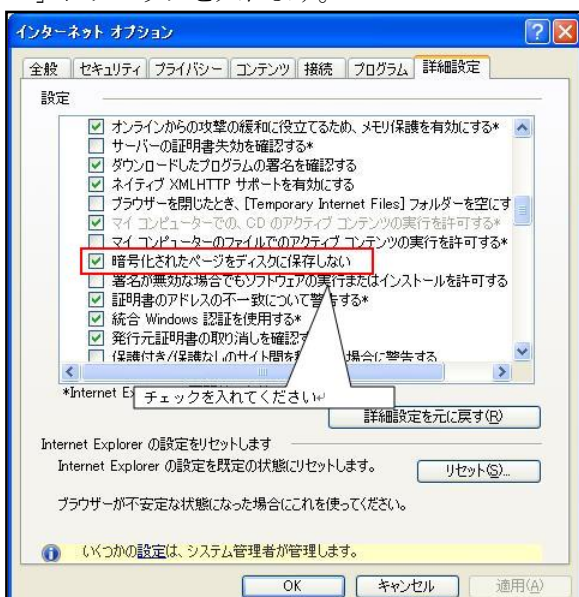 インターネット オプション
全般 セキュリティ プライバシー コンテンツ 接続 プログラム 詳細設定
設定
オンラインからの攻撃の緩和に役立てるため、メモリ保護を有効にする*
サーバーの証明書失効を確認する*
ダウンロードしたプログラムの署名を確認する
ネイティブ XMLHTTP サポートを有効にする
ブラウザーを閉じたとき、[Temporary Internet Files] フォルダーを空にす
マイ コンピューターでの、CD のアクティブ コンテンツの実行を許可する*
マイ コンピューターのファイルでのアクティブ コンテンツの実行を許可する*
暗号化されたページをディスクに保存しない
署名が無効な場合でもソフトウェアの実行またはインストールを許可する
証明書のアドレスの不一致について警告する*
統合 Windows 認証を使用する*
発行元証明書の取り消しを確認
保護付き/保護なしのサイト間を 場合に警告する
*Internet
チェックを入れてください
詳細設定を元に戻す(R)
Internet Explorer の設定をリセットします
Internet Explorer の設定を既定の状態にリセットします。
リセット(S)...
ブラウザーが不安定な状態になった場合にこれを使ってください。
いくつかの設定は、システム管理者が管理します。
OK キャンセル 適用(A)